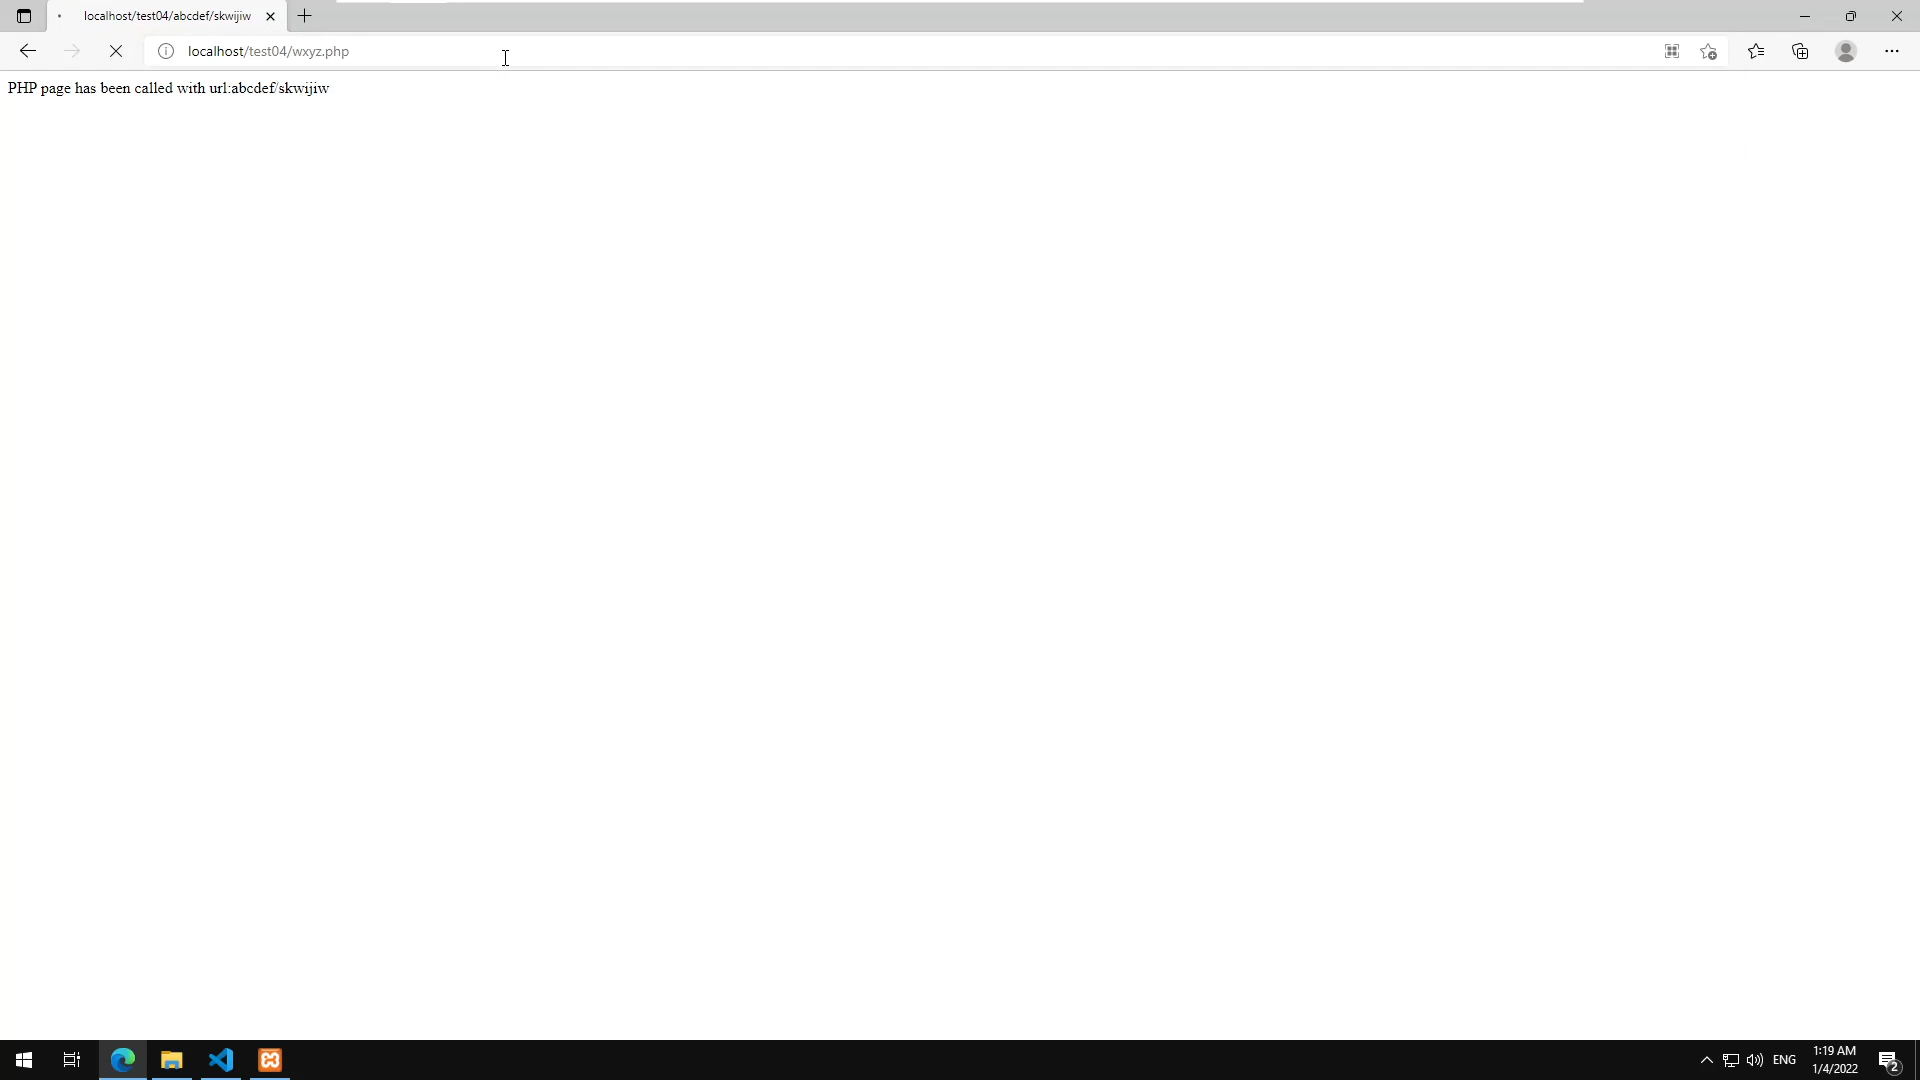 localhost/test04/abcdef/skwijiw
localhost/test04/wxyz.php
PHP page has been called with url:abcdef/skwijiw
ENG
1:19 AM
1/4/2022
2